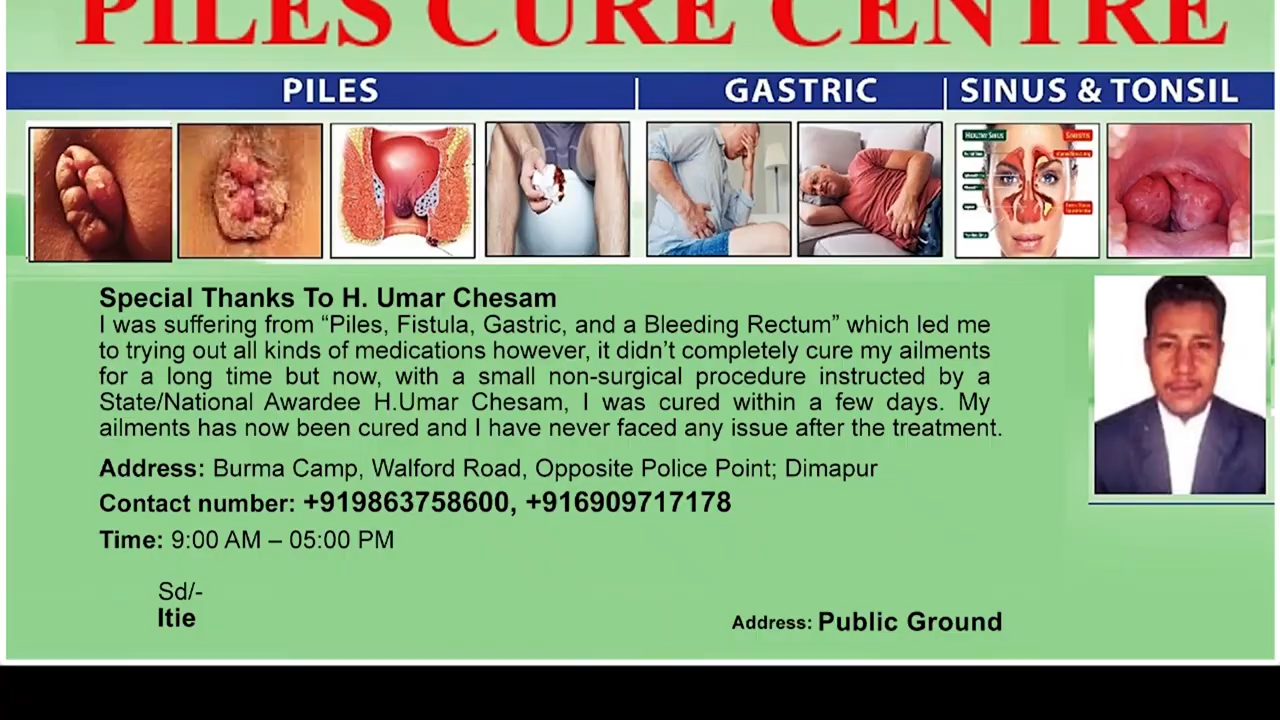 PILES CURE CENTRE
PILES | GASTRIC | SINUS & TONSIL
HEALTHY SINUS
SINUSITIS
Special Thanks To H. Umar Chesam
I was suffering from “Piles, Fistula, Gastric, and a Bleeding Rectum” which led me
to trying out all kinds of medications however, it didn’t completely cure my ailments
for a long time but now, with a small non-surgical procedure instructed by a
State/National Awardee H.Umar Chesam, I was cured within a few days. My
ailments has now been cured and I have never faced any issue after the treatment.
Address: Burma Camp, Walford Road, Opposite Police Point; Dimapur
Contact number: +919863758600, +916909717178
Time: 9:00 AM – 05:00 PM
Sd/-
Itie
Address: Public Ground